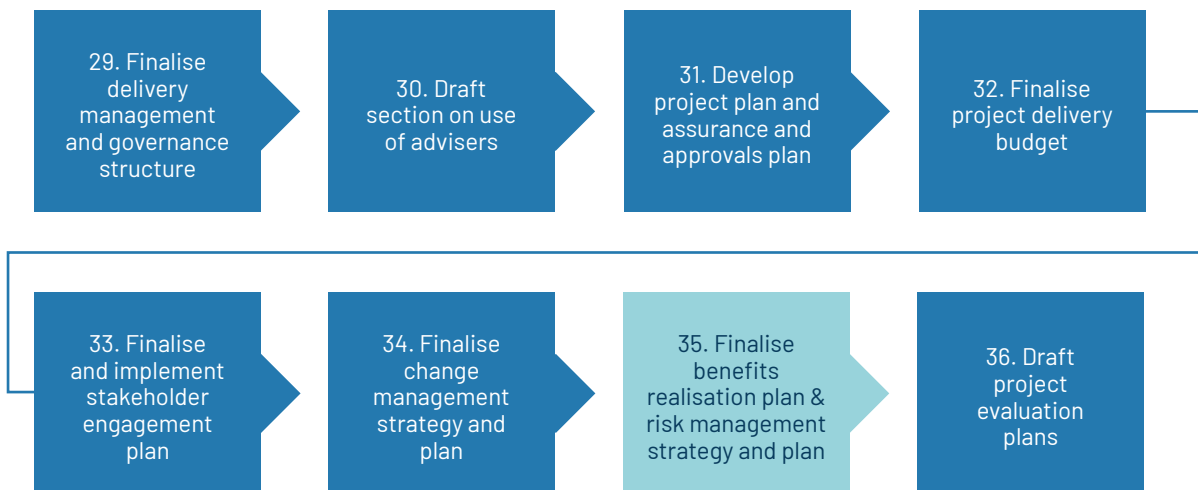 29. Finalise
delivery
management
and governance
structure
30. Draft
section on use
of advisers
31. Develop
project plan and
assurance and
approvals plan
32. Finalise
project delivery
budget
33. Finalise
and implement
stakeholder
engagement
plan
34. Finalise
change
management
strategy and
plan
35. Finalise
benefits
realisation plan &
risk management
strategy and plan
36. Draft
project
evaluation
plans